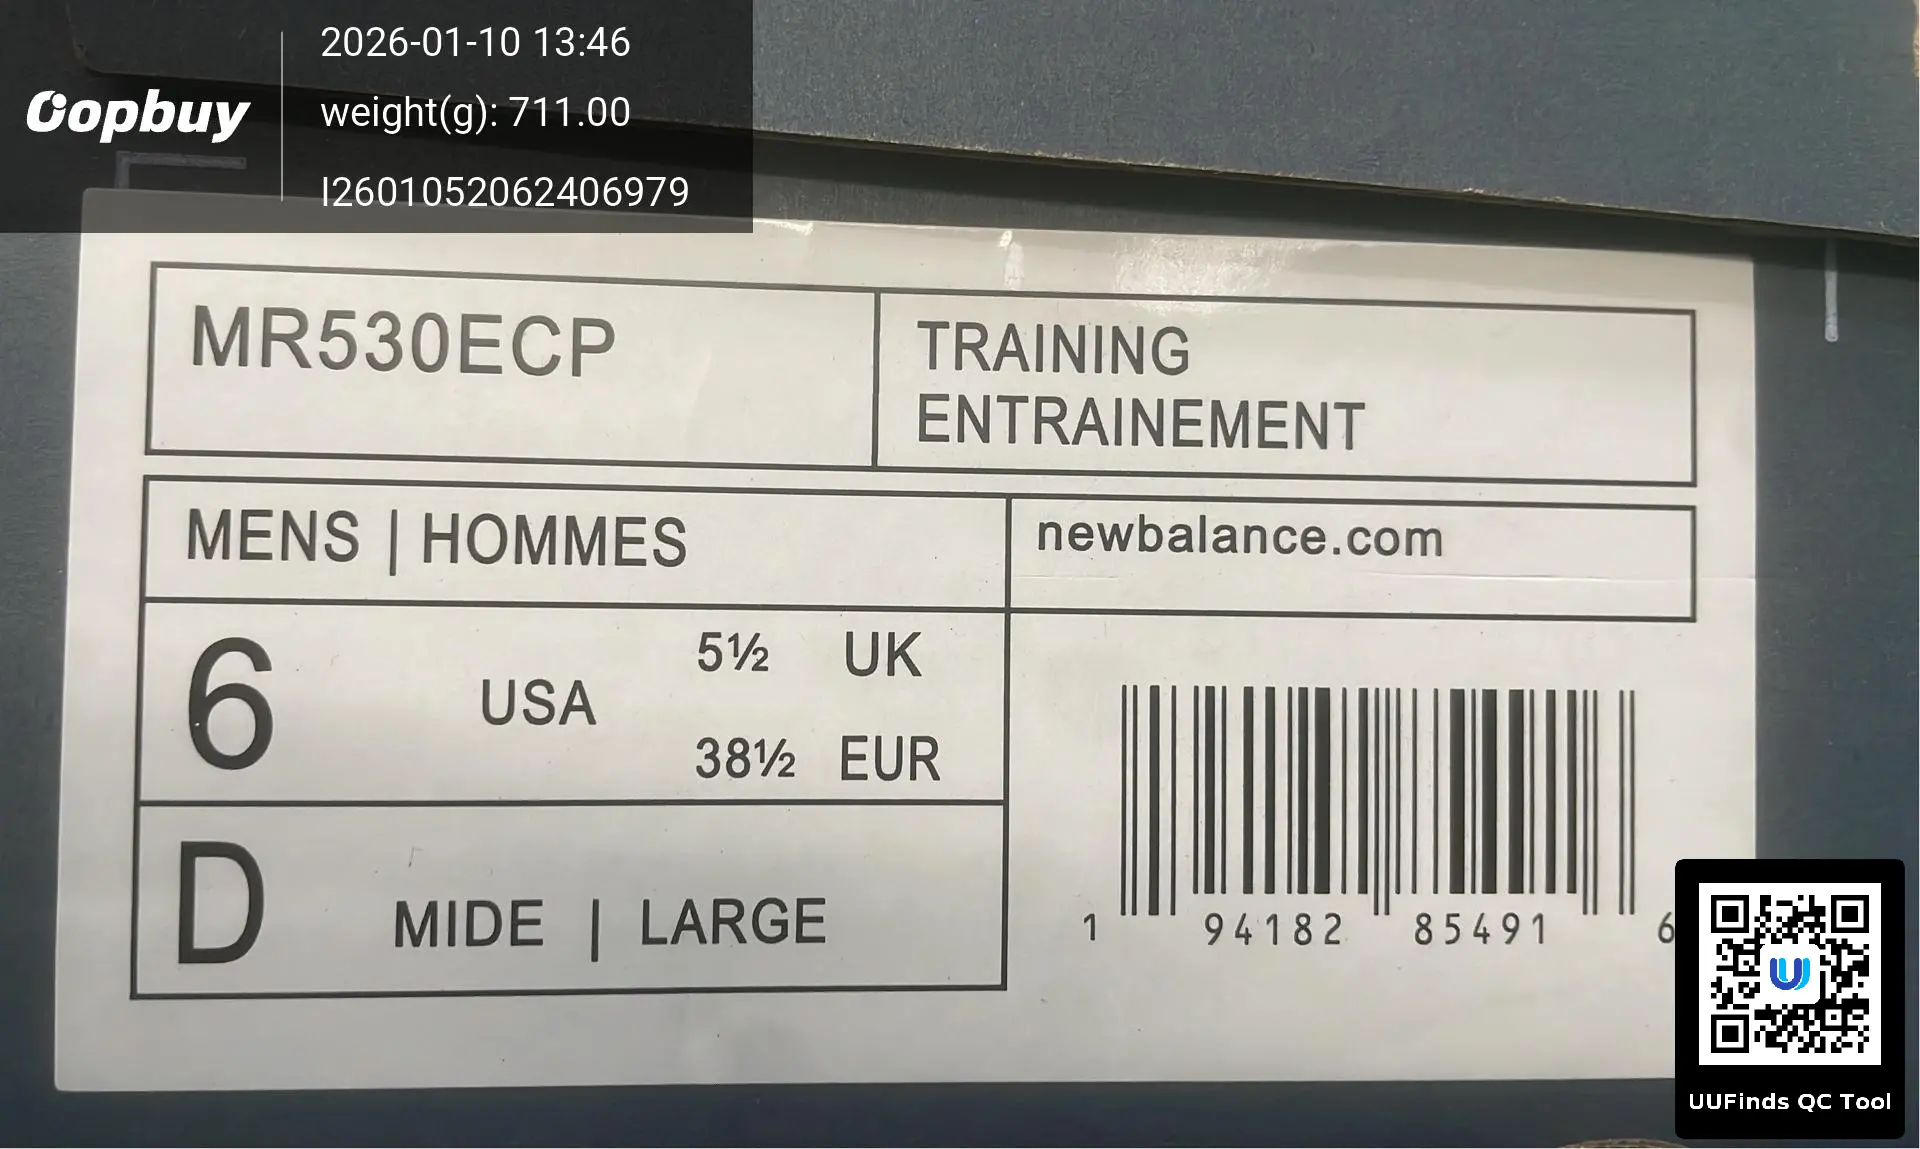 Oopbuy
2026-01-10 13:46
weight(g): 711.00
I2601052062406979
MR530ECP
TRAINING
ENTRAINEMENT
MENS | HOMMES
newbalance.com
6 USA
5½ UK
38½ EUR
D MIDE | LARGE
1 94182 85491 6
UUFinds QC Tool